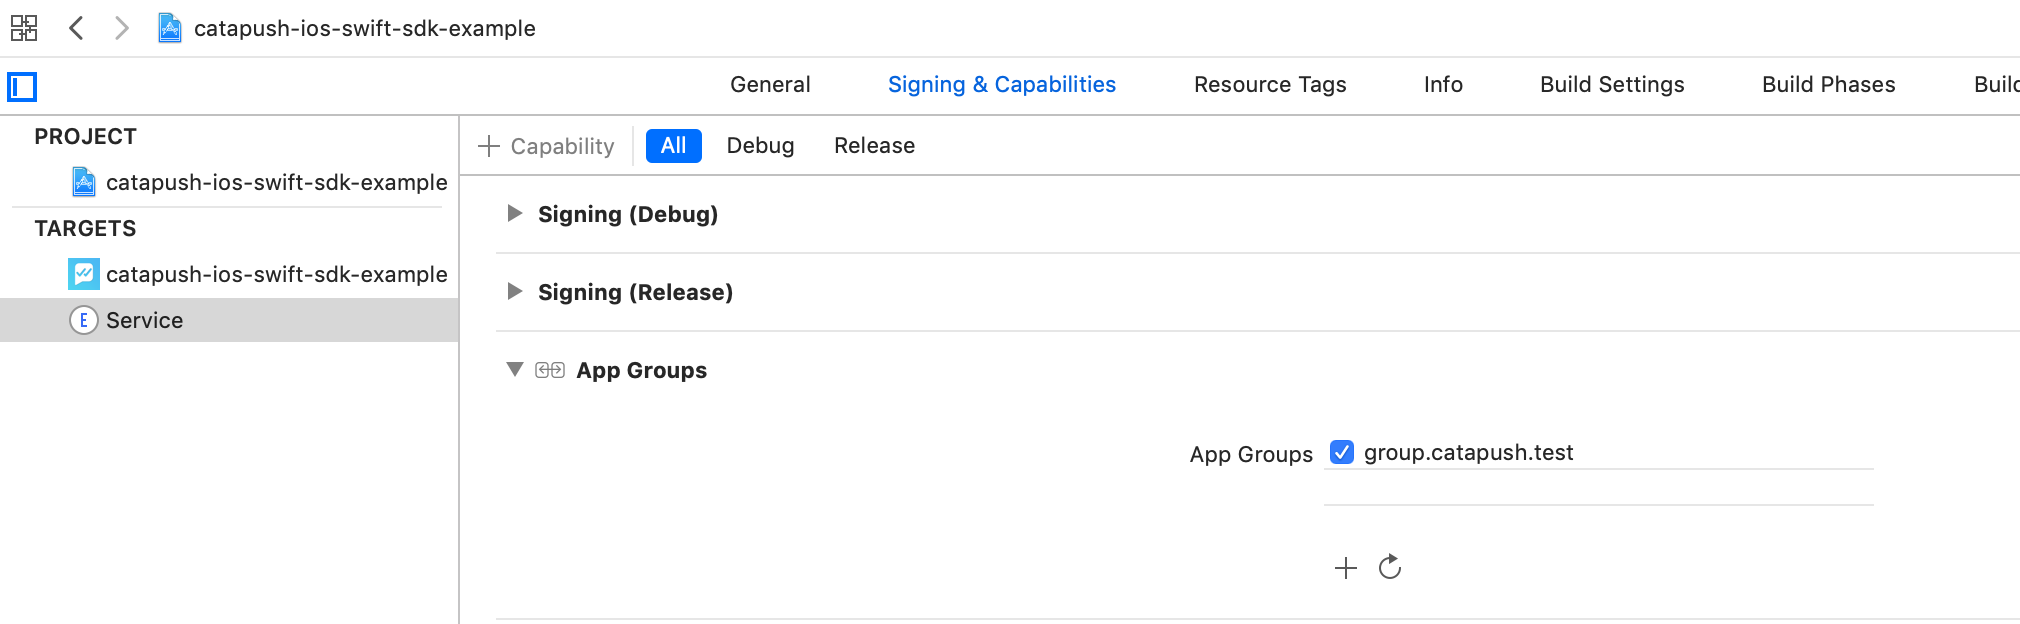 catapush-ios-swift-sdk-example
General Signing & Capabilities Resource Tags Info Build Settings Build Phases Build
PROJECT
catapush-ios-swift-sdk-example
TARGETS
catapush-ios-swift-sdk-example
E Service
Capability All Debug Release
Signing (Debug)
Signing (Release)
App Groups
App Groups group.catapush.test